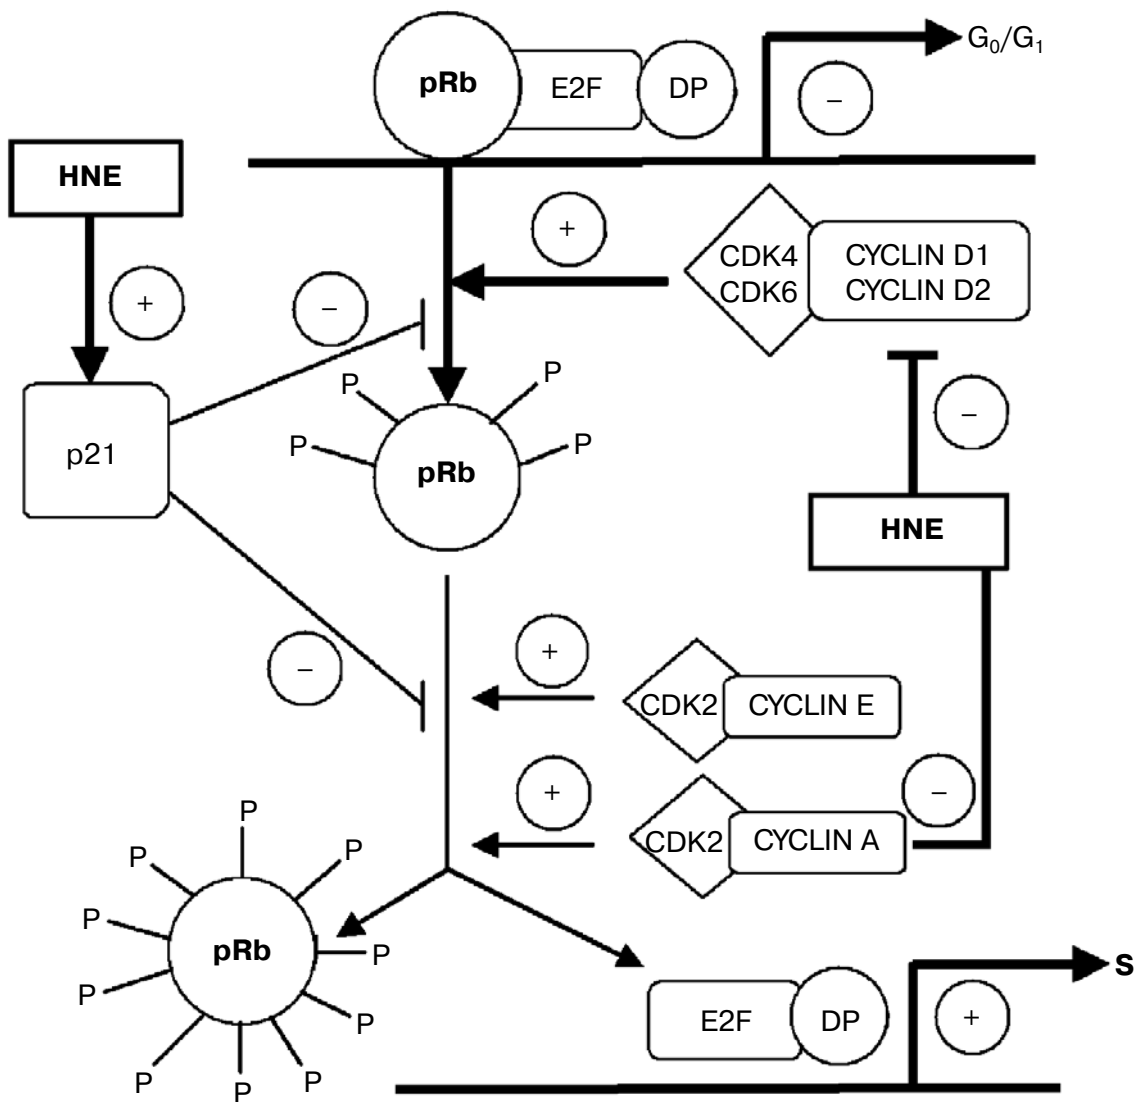 pRb
E2F
DP
G₀/G₁
−
HNE
+
CDK4
CDK6
CYCLIN D1
CYCLIN D2
+
−
P
P
P
P
pRb
p21
−
HNE
−
+
CDK2
CYCLIN E
+
CDK2
CYCLIN A
−
P
P
P
P
P
P
P
P
P
P
pRb
E2F
DP
+
S